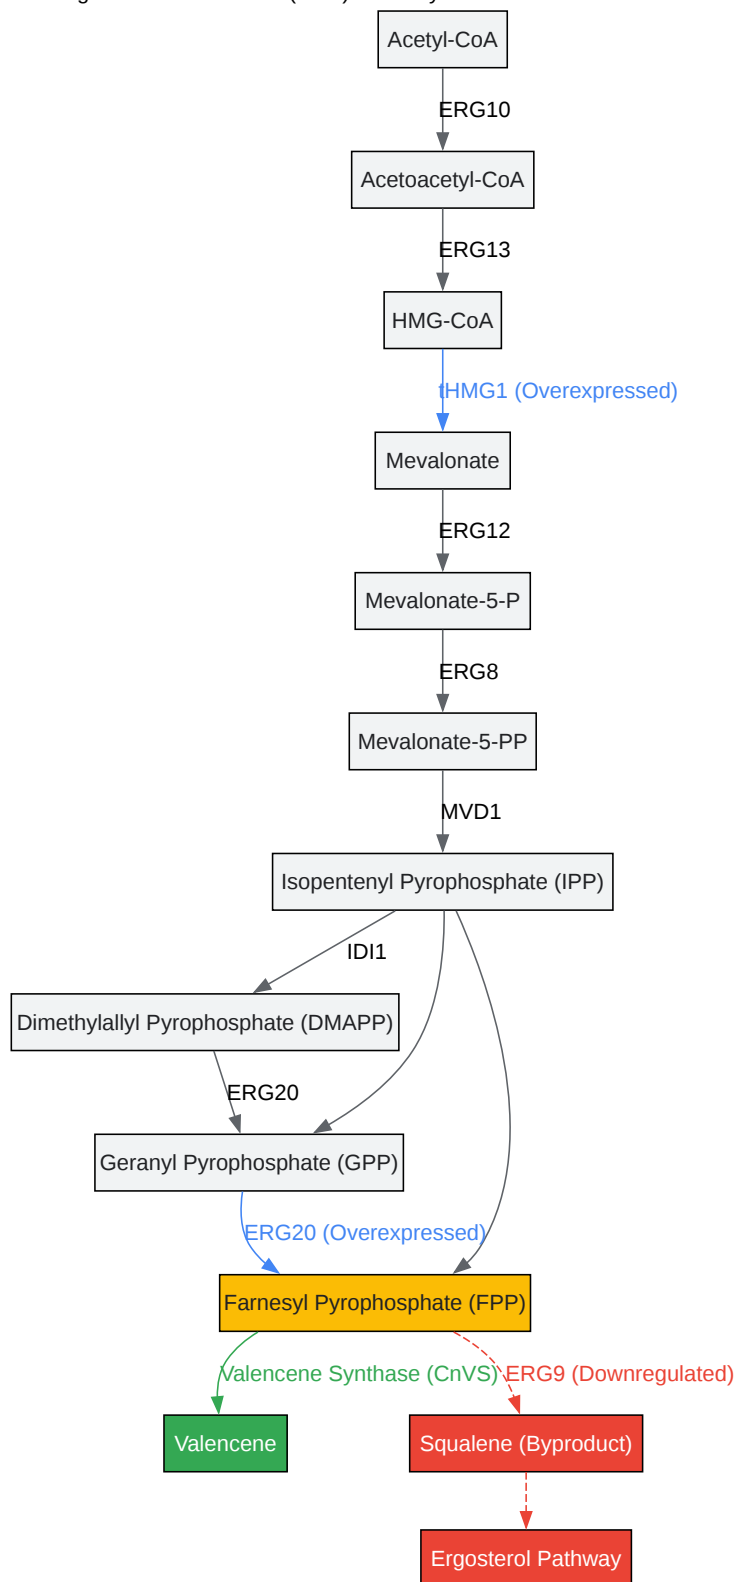 Acetyl-CoA
ERG10
Acetoacetyl-CoA
ERG13
HMG-CoA
tHMG1 (Overexpressed)
Mevalonate
ERG12
Mevalonate-5-P
ERG8
Mevalonate-5-PP
MVD1
Isopentenyl Pyrophosphate (IPP)
IDI1
Dimethylallyl Pyrophosphate (DMAPP)
ERG20
Geranyl Pyrophosphate (GPP)
ERG20 (Overexpressed)
Farnesyl Pyrophosphate (FPP)
Valencene Synthase (CnVS) ERG9 (Downregulated)
Valencene
Squalene (Byproduct)
Ergosterol Pathway